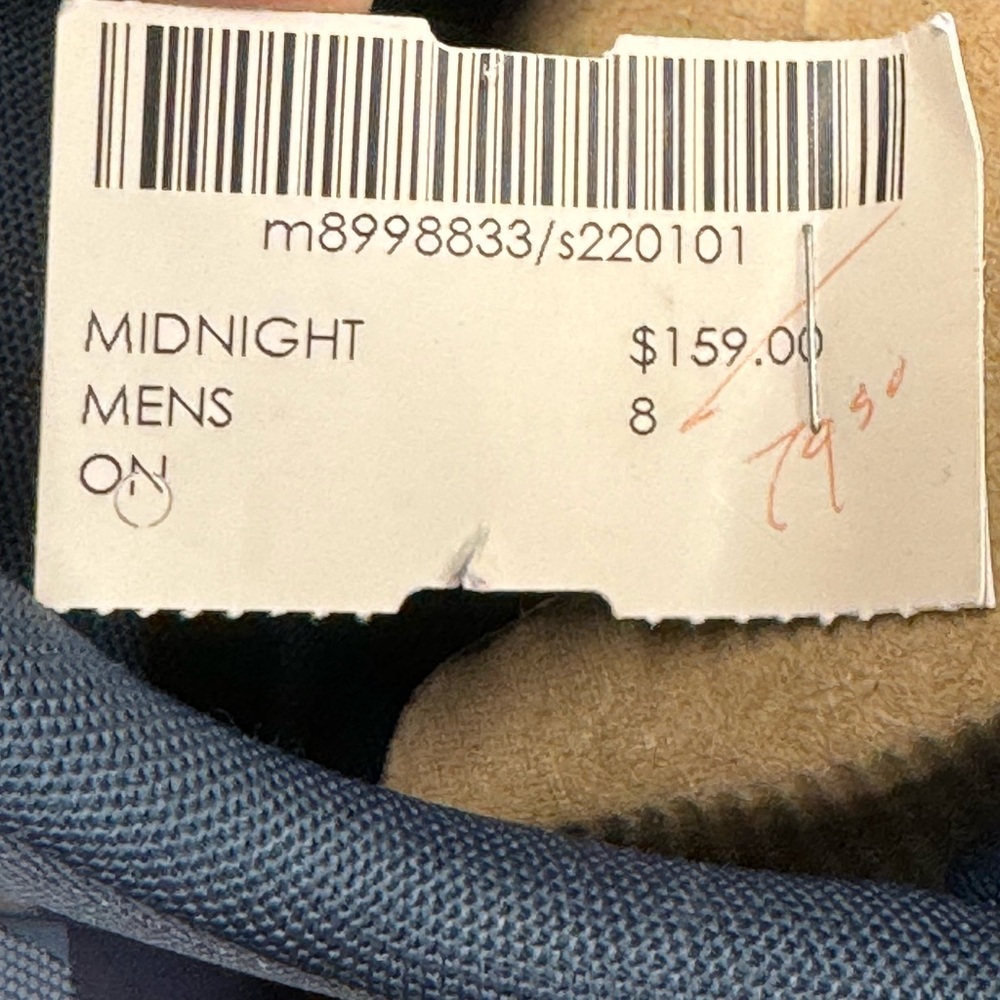 m8998833/s220101
MIDNIGHT $159.00
MENS 8
ON 79 50